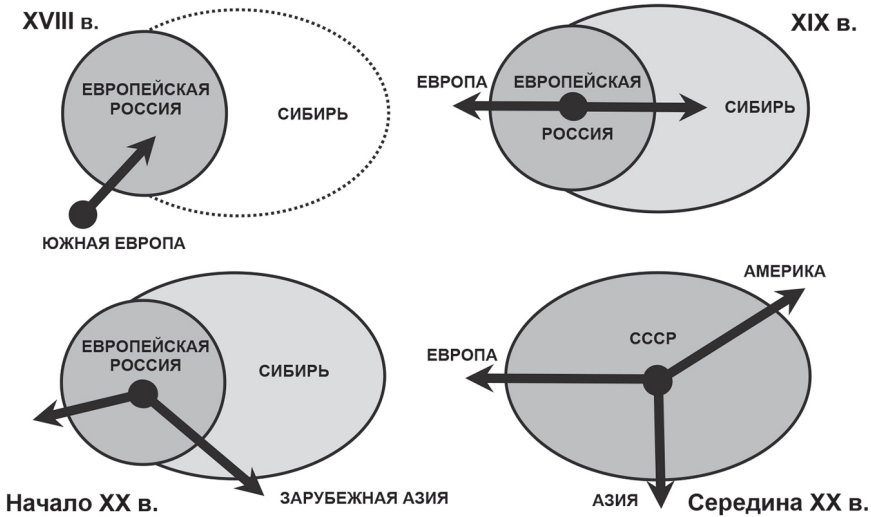 XVIII в.
ЕВРОПЕЙСКАЯ
РОССИЯ
СИБИРЬ
ЮЖНАЯ ЕВРОПА
XIX в.
ЕВРОПА
ЕВРОПЕЙСКАЯ
РОССИЯ
СИБИРЬ
ЕВРОПЕЙСКАЯ
РОССИЯ
СИБИРЬ
ЗАРУБЕЖНАЯ АЗИЯ
Начало XX в.
АМЕРИКА
СССР
ЕВРОПА
АЗИЯ
Середина XX в.